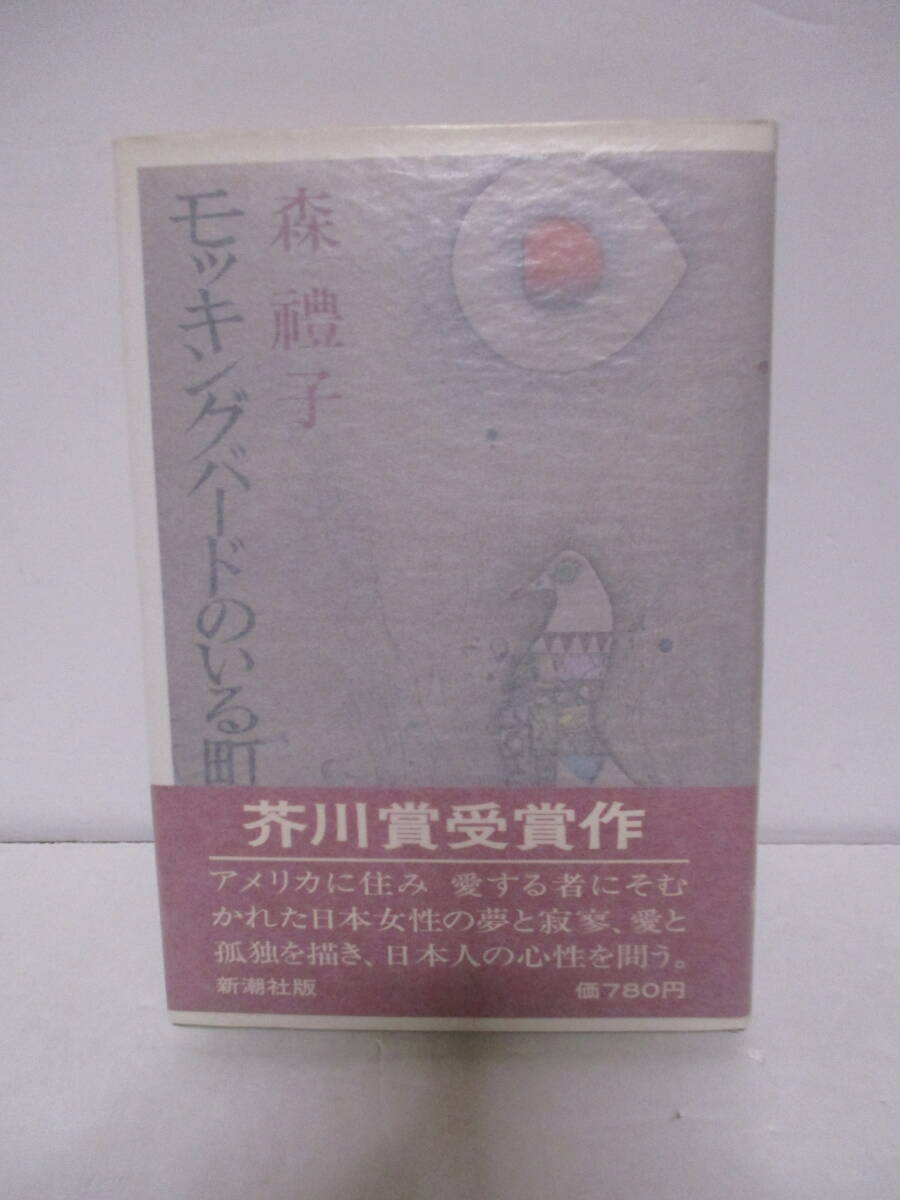 森禮子
モッキングバードのいる町
芥川賞受賞作
アメリカに住み 愛する者にそむ
かれた日本女性の夢と寂寥、愛と
孤独を描き、日本人の心性を問う。
新潮社版 価780円